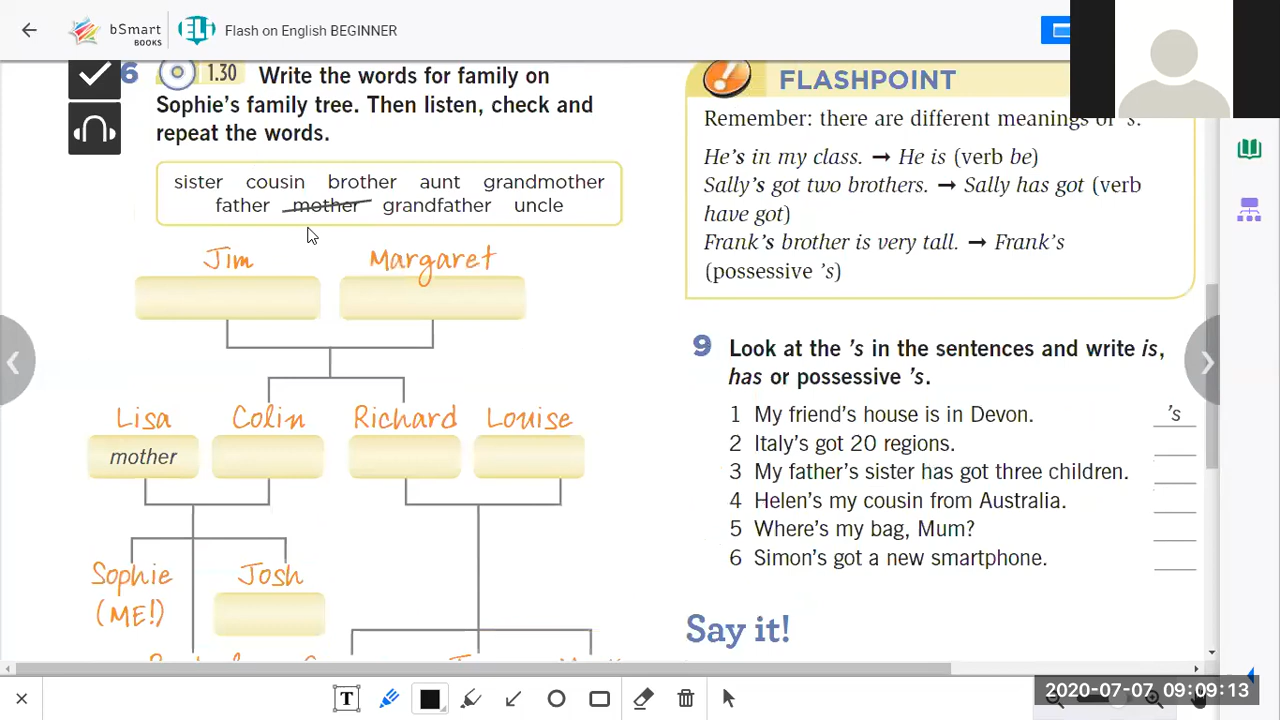 bSmart
BOOKS
ELi
Flash on English BEGINNER
6 1.30 Write the words for family on
Sophie's family tree. Then listen, check and
repeat the words.
sister cousin brother aunt grandmother
father mother grandfather uncle
Jim Margaret
Lisa Colin Richard Louise
mother
Sophie Josh
(ME!)
FLASHPOINT
Remember: there are different meanings of 's.
He's in my class. → He is (verb be)
Sally's got two brothers. → Sally has got (verb
have got)
Frank's brother is very tall. → Frank's
(possessive 's)
9 Look at the 's in the sentences and write is,
has or possessive 's.
1 My friend's house is in Devon. 's
2 Italy's got 20 regions.
3 My father's sister has got three children.
4 Helen's my cousin from Australia.
5 Where's my bag, Mum?
6 Simon's got a new smartphone.
Say it!
T
2020-07-07 09:09:13